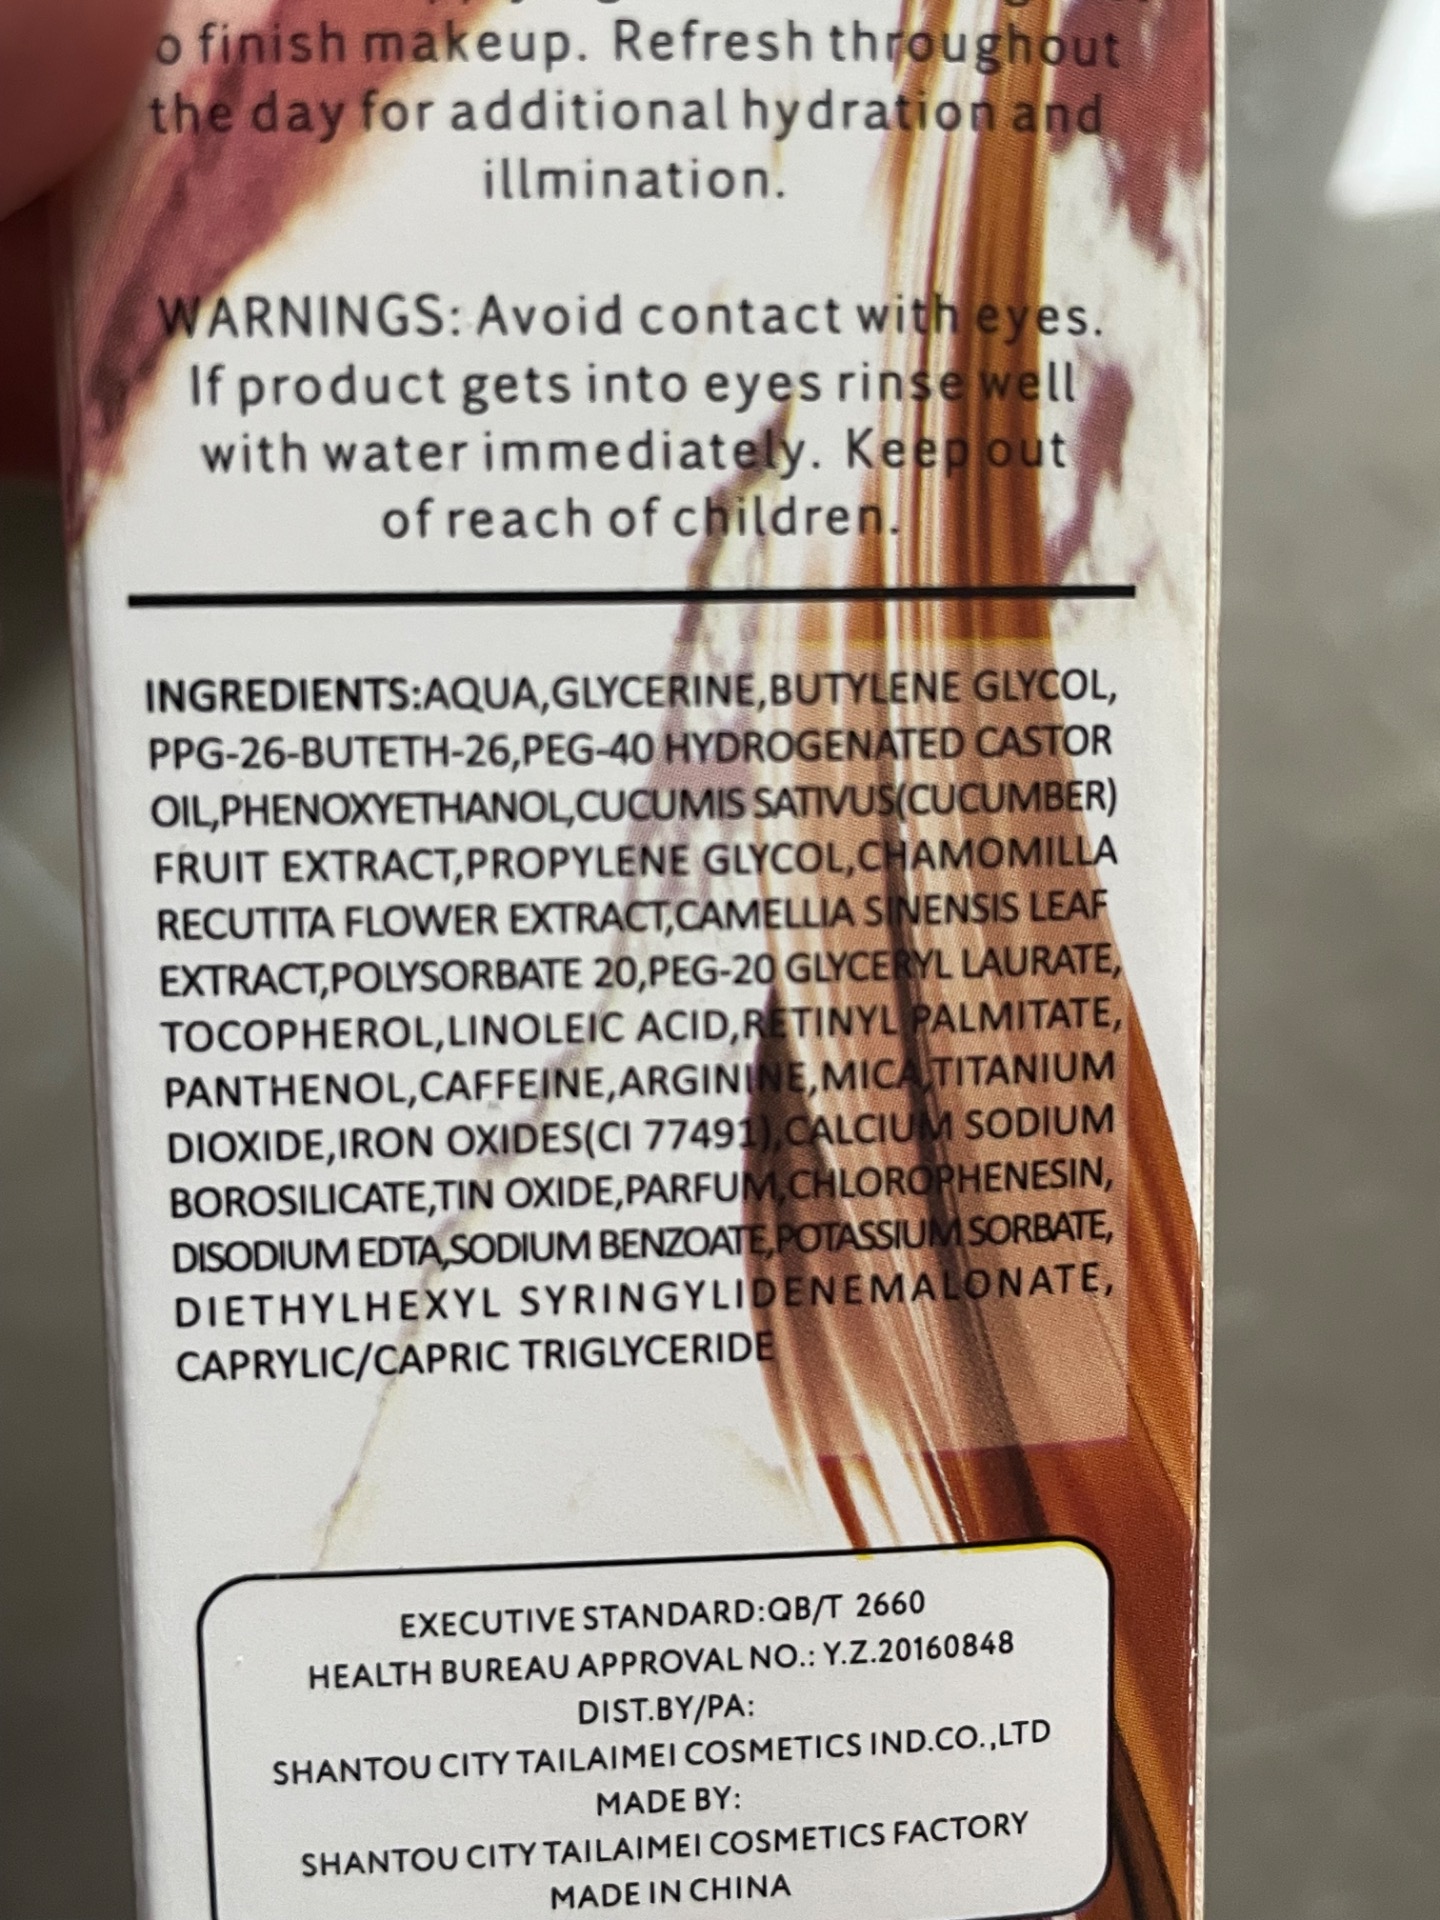 o finish makeup. Refresh throughout
the day for additional hydration and
illmination.
WARNINGS: Avoid contact with eyes.
If product gets into eyes rinse well
with water immediately. Keep out
of reach of children.
INGREDIENTS:AQUA,GLYCERINE,BUTYLENE GLYCOL,
PPG-26-BUTETH-26,PEG-40 HYDROGENATED CASTOR
OIL,PHENOXYETHANOL,CUCUMIS SATIVUS(CUCUMBER)
FRUIT EXTRACT,PROPYLENE GLYCOL,CHAMOMILLA
RECUTITA FLOWER EXTRACT,CAMELLIA SINENSIS LEAF
EXTRACT,POLYSORBATE 20,PEG-20 GLYCERYL LAURATE,
TOCOPHEROL,LINOLEIC ACID,RETINYL PALMITATE,
PANTHENOL,CAFFEINE,ARGININE,MICA,TITANIUM
DIOXIDE,IRON OXIDES(CI 77491),CALCIUM SODIUM
BOROSILICATE,TIN OXIDE,PARFUM,CHLOROPHENESIN,
DISODIUM EDTA,SODIUM BENZOATE,POTASSIUM SORBATE,
DIETHYLHEXYL SYRINGYLIDENEMALONATE,
CAPRYLIC/CAPRIC TRIGLYCERIDE
EXECUTIVE STANDARD:QB/T 2660
HEALTH BUREAU APPROVAL NO.: Y.Z.20160848
DIST.BY/PA:
SHANTOU CITY TAILAIMEI COSMETICS IND.CO.,LTD
MADE BY:
SHANTOU CITY TAILAIMEI COSMETICS FACTORY
MADE IN CHINA